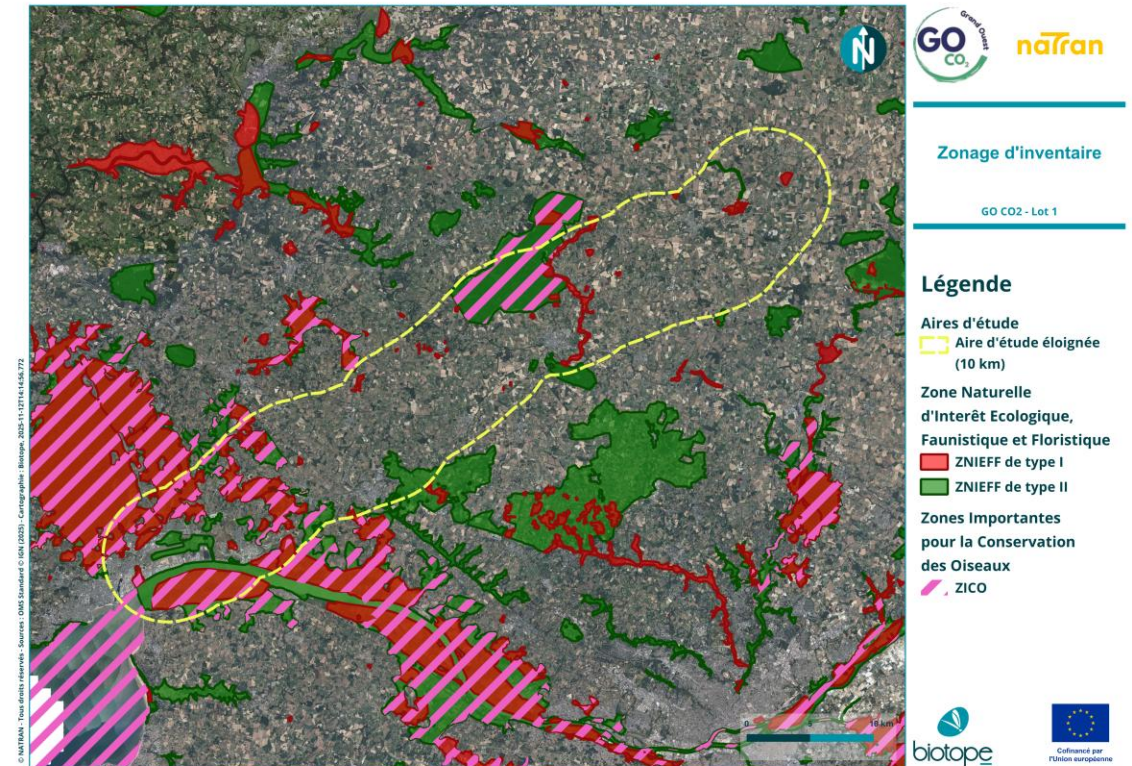 N
Grand Ouest
GO
CO2
naTran
Zonage d'inventaire
GO CO2 - Lot 1
Légende
Aires d'étude
Aire d'étude éloignée
(10 km)
Zone Naturelle
d'Interêt Ecologique,
Faunistique et Floristique
ZNIEFF de type I
ZNIEFF de type II
Zones Importantes
pour la Conservation
des Oiseaux
ZICO
© NATRAN - Tous droits réservés - Sources : OMS Standard © IGN (2025) - Cartographie : Biotope, 2025-11-12T14:14:56.772
0
10 km
biotope
Cofinancé par
l'Union européenne